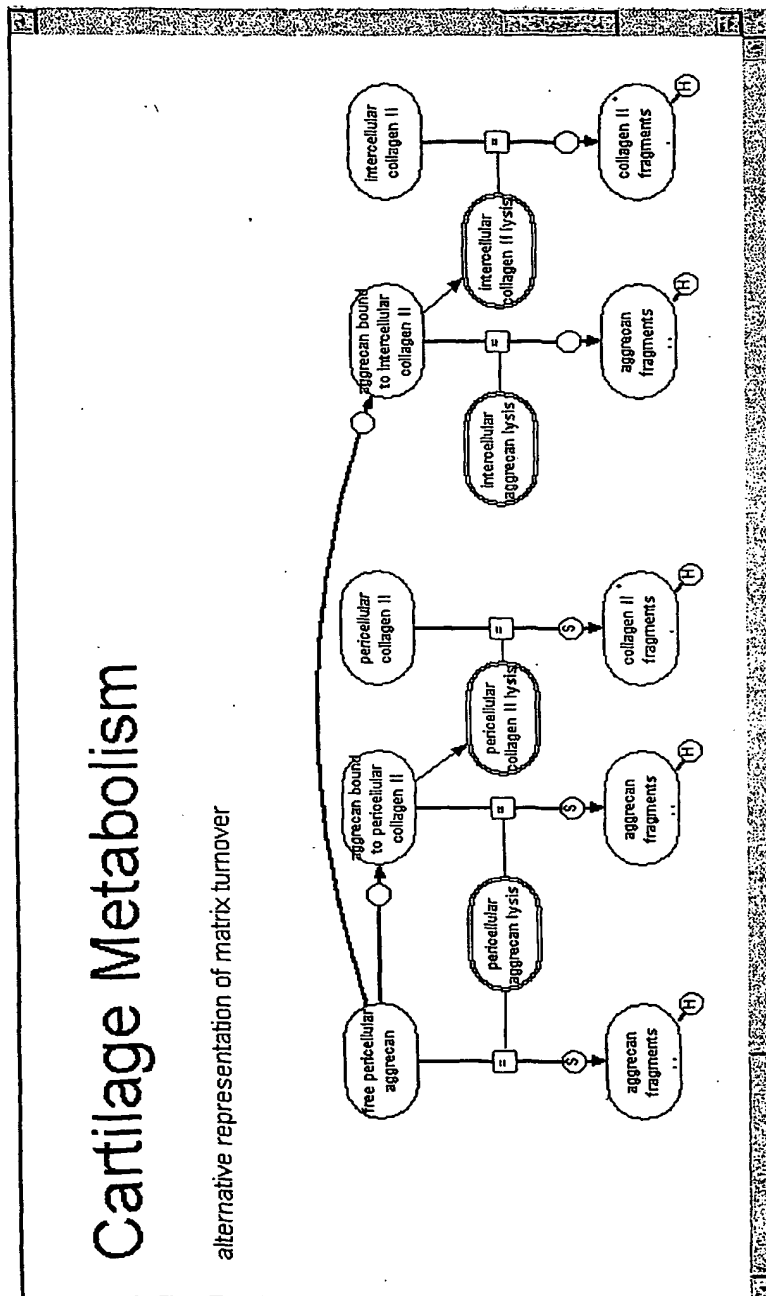 Cartilage Metabolism
alternative representation of matrix turnover
free pericellular
aggrecan
aggrecan bound
to pericellular
collagen II
pericellular
collagen II
aggrecan bound
to intercellular
collagen II
intercellular
collagen II
pericellular
aggrecan lysis
pericellular
collagen II lysis
intercellular
aggrecan lysis
intercellular
collagen II lysis
=
=
=
=
=
S
S
S
aggrecan
fragments
H
aggrecan
fragments
H
collagen II
fragments
H
aggrecan
fragments
H
collagen II
fragments
H